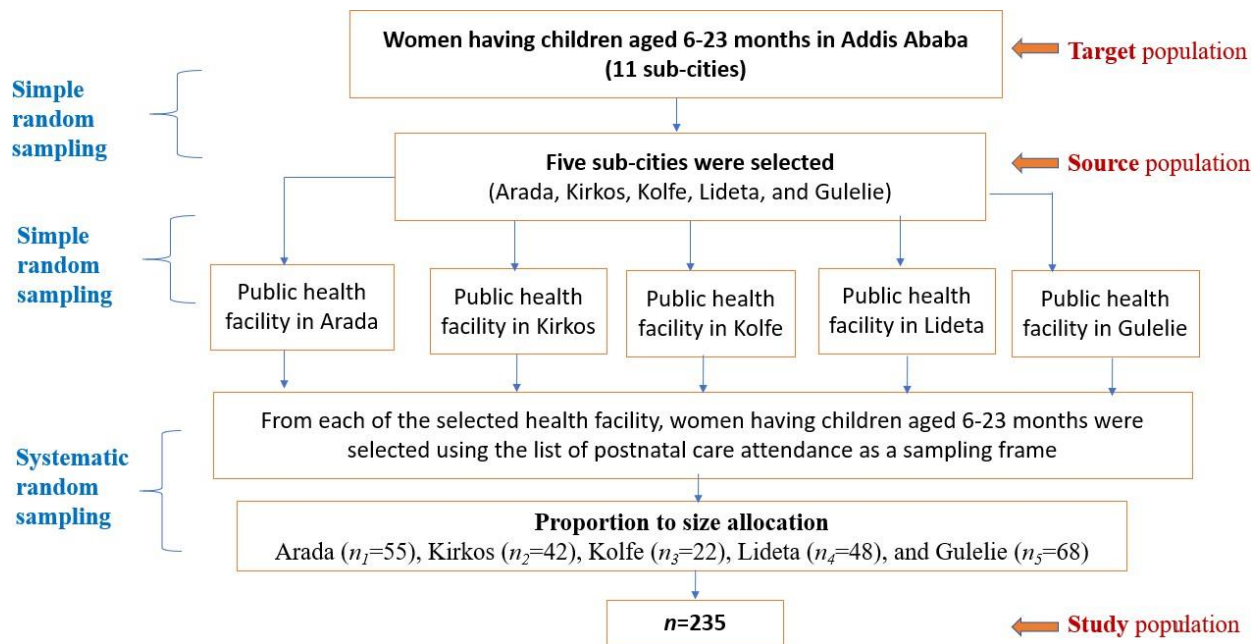 Women having children aged 6-23 months in Addis Ababa
(11 sub-cities)
Target population
Simple
random
sampling
Five sub-cities were selected
(Arada, Kirkos, Kolfe, Lideta, and Gulelie)
Source population
Simple
random
sampling
Public health
facility in Arada
Public health
facility in Kirkos
Public health
facility in Kolfe
Public health
facility in Lideta
Public health
facility in Gulelie
From each of the selected health facility, women having children aged 6-23 months were
selected using the list of postnatal care attendance as a sampling frame
Systematic
random
sampling
Proportion to size allocation
Arada (n1=55), Kirkos (n2=42), Kolfe (n3=22), Lideta (n4=48), and Gulelie (n5=68)
n=235
Study population